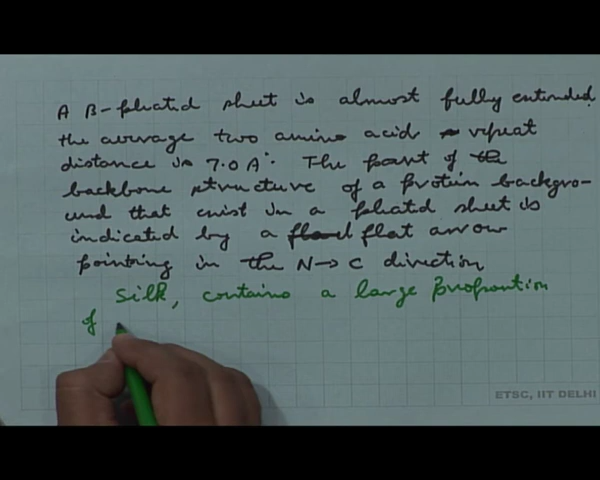 A B-pleated sheet is almost fully extended
the average two amino acid repeat
distance is 7.0 A°. The part of the
backbone structure of a protein backgro-
und that exist in a pleated sheet is
indicated by a flat arrow
pointing in the N→C direction
Silk, contains a large proportion
of
ETSC, IIT DELHI